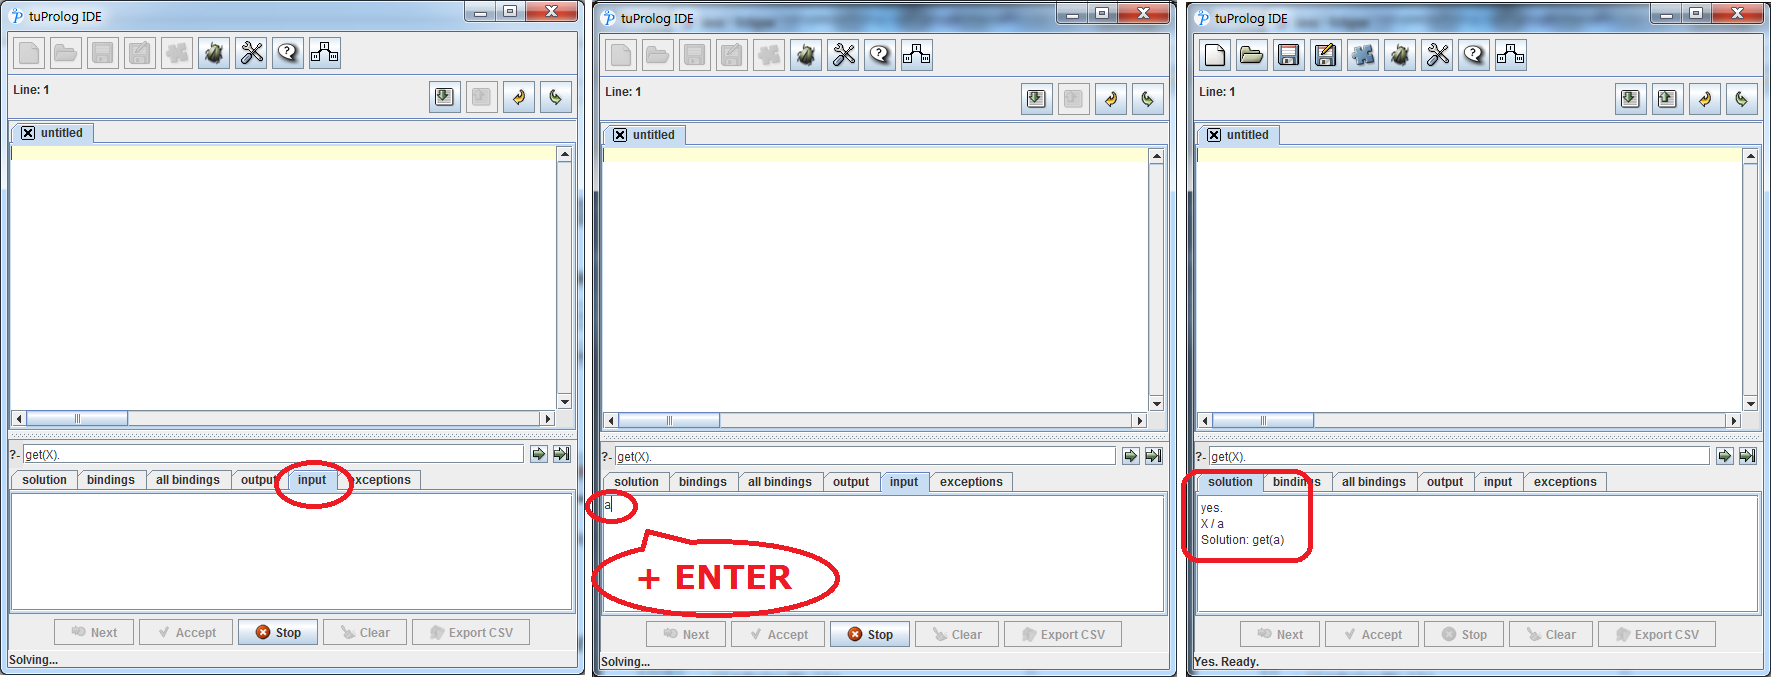 tuProlog IDE
Line: 1
untitled
?- get(X).
solution bindings all bindings output input exceptions
Next Accept Stop Clear Export CSV
Solving...
tuProlog IDE
Line: 1
untitled
?- get(X).
solution bindings all bindings output input exceptions
a
+ ENTER
Next Accept Stop Clear Export CSV
Solving...
tuProlog IDE
Line: 1
untitled
?- get(X).
solution bindings all bindings output input exceptions
yes.
X / a
Solution: get(a)
Next Accept Stop Clear Export CSV
Yes. Ready.